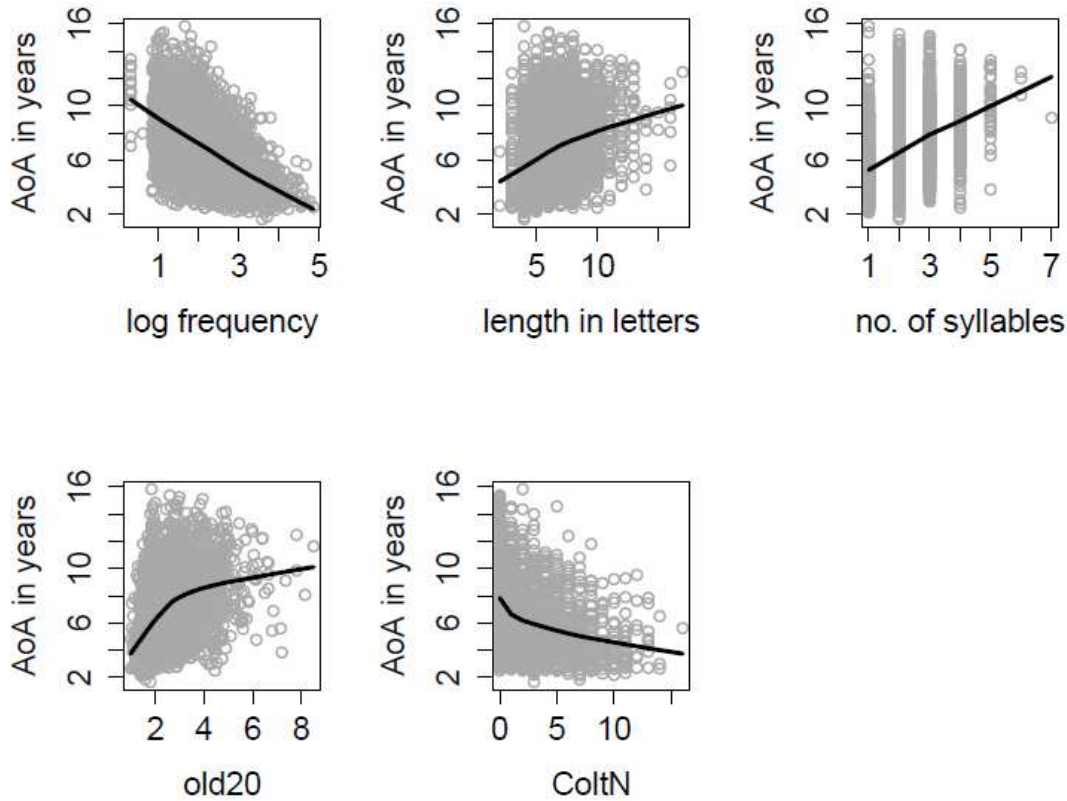 AoA in years
2 6 10 16
1 3 5
log frequency
AoA in years
2 6 10 16
5 10
length in letters
AoA in years
2 6 10 16
1 3 5 7
no. of syllables
AoA in years
2 6 10 16
2 4 6 8
old20
AoA in years
2 6 10 16
0 5 10
ColtN